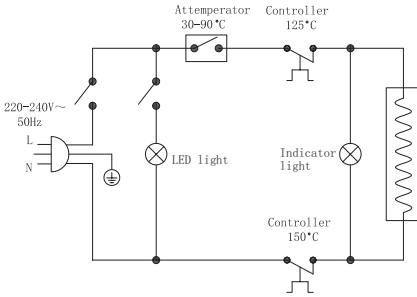 Attemperator
30-90°C
Controller
125°C
220-240V~
50Hz
L
N
LED light
Indicator
light
Controller
150°C